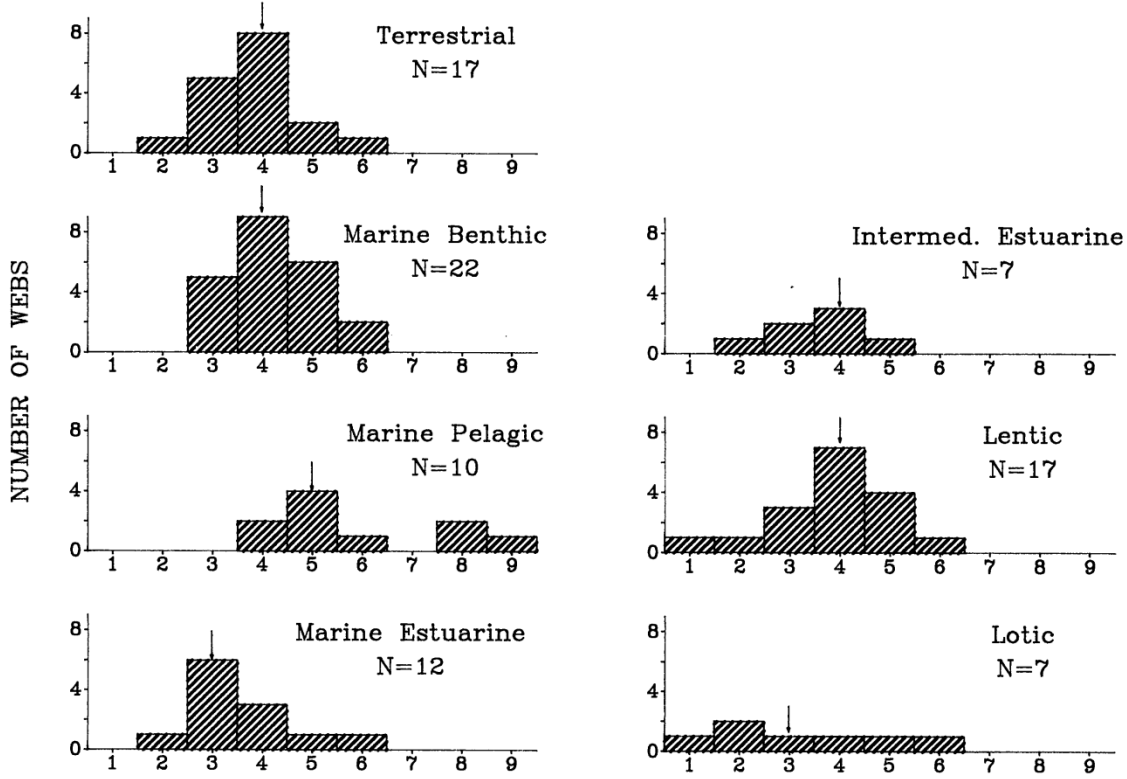 NUMBER OF WEBS
8
4
0
1 2 3 4 5 6 7 8 9
Terrestrial
N=17
8
4
0
1 2 3 4 5 6 7 8 9
Marine Benthic
N=22
8
4
0
1 2 3 4 5 6 7 8 9
Marine Pelagic
N=10
8
4
0
1 2 3 4 5 6 7 8 9
Marine Estuarine
N=12
8
4
0
1 2 3 4 5 6 7 8 9
Intermed. Estuarine
N=7
8
4
0
1 2 3 4 5 6 7 8 9
Lentic
N=17
8
4
0
1 2 3 4 5 6 7 8 9
Lotic
N=7